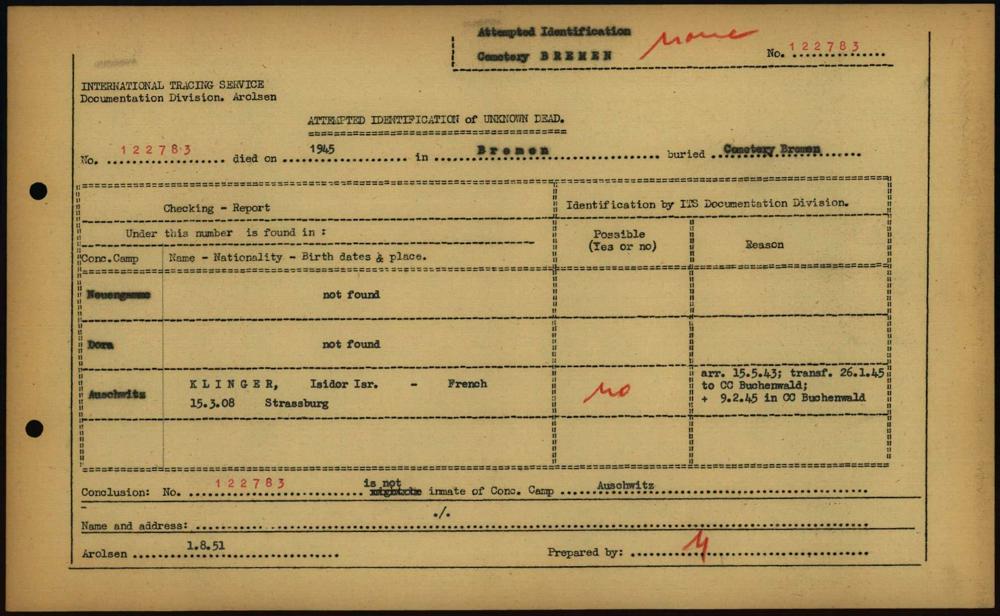 Attempted Identification
Cemetery BREMEN
none
No. 122783
INTERNATIONAL TRACING SERVICE
Documentation Division. Arolsen
ATTEMPTED IDENTIFICATION of UNKNOWN DEAD.
No. 122783 died on 1945 in Bremen buried Cemetery Bremen
Checking - Report
Identification by ITS Documentation Division.
Under this number is found in :
Possible
(Yes or no)
Reason
Conc.Camp Name - Nationality - Birth dates & place.
Neuengamme not found
Dora not found
Auschwitz
KLINGER, Isidor Isr. - French
15.3.08 Strassburg
no
arr. 15.5.43; transf. 26.1.45
to CC Buchenwald;
+ 9.2.45 in CC Buchenwald
Conclusion: No. 122783 is not inmate of Conc. Camp Auschwitz
Name and address: ./.
Arolsen 1.8.51 Prepared by: